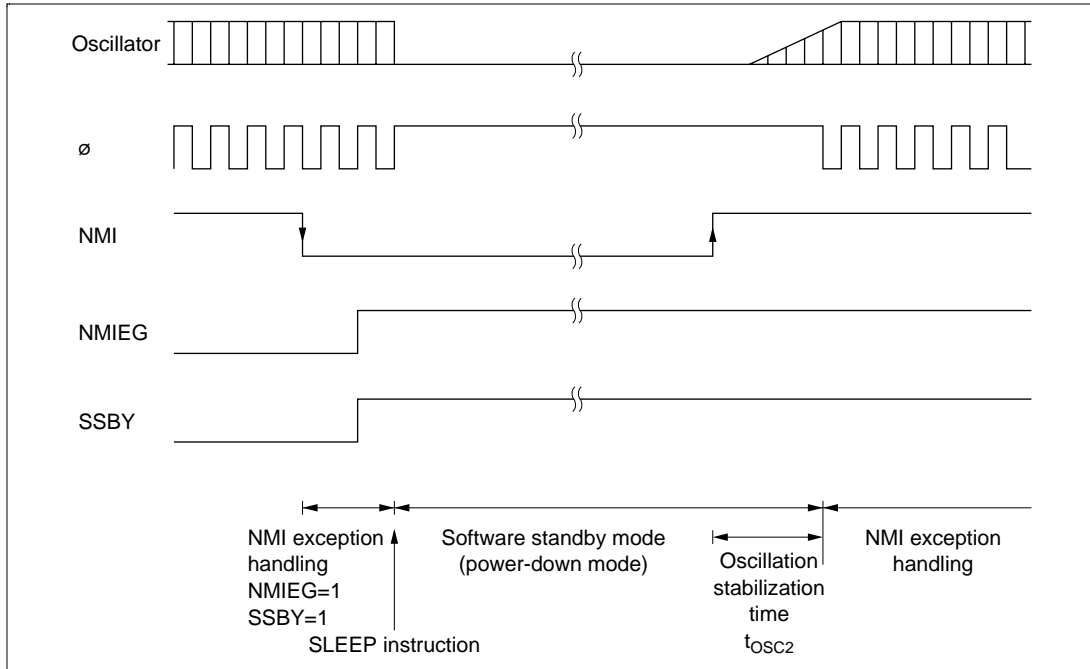 Oscillator
ø
NMI
NMIEG
SSBY
NMI exception
handling
NMIEG=1
SSBY=1
SLEEP instruction
Software standby mode
(power-down mode)
Oscillation
stabilization
time
tOSC2
NMI exception
handling